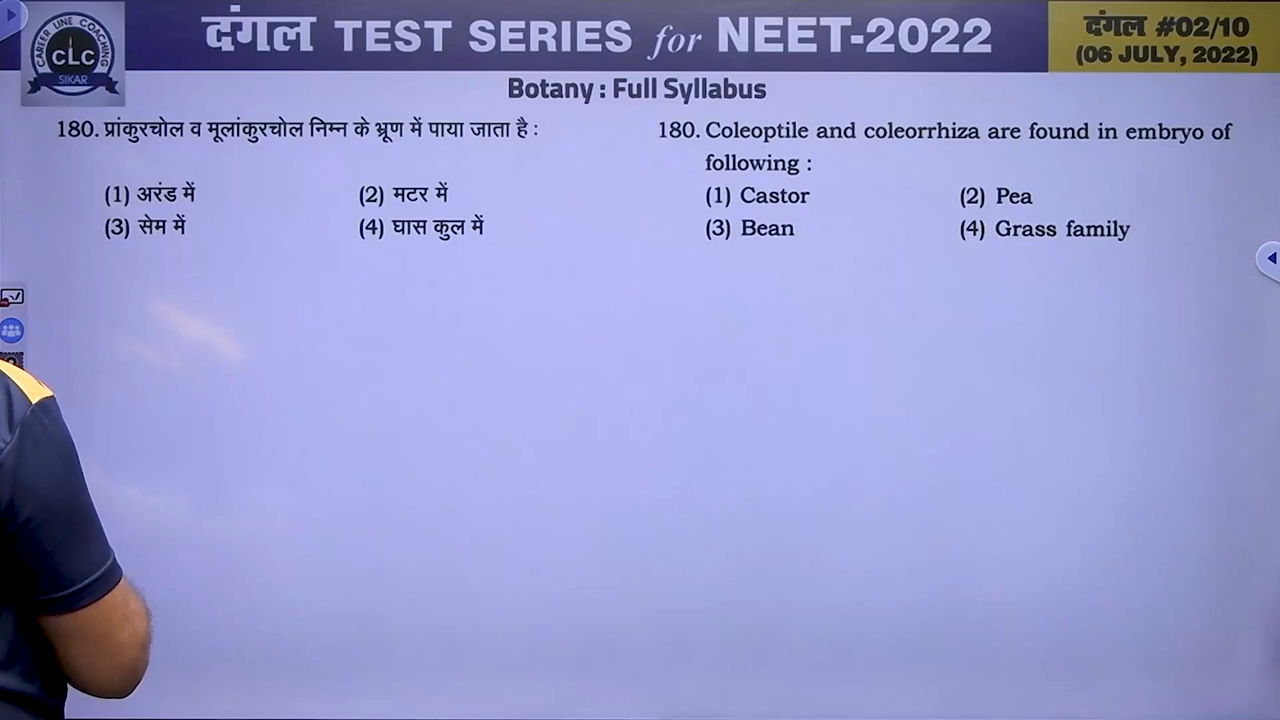 CAREER LINE COACHING
CLC
SIKAR
दंगल TEST SERIES for NEET-2022
दंगल #02/10
(06 JULY, 2022)
Botany : Full Syllabus
180. प्रांकुरचोल व मूलांकुरचोल निम्न के भ्रूण में पाया जाता है :
(1) अरंड में (2) मटर में
(3) सेम में (4) घास कुल में
180. Coleoptile and coleorrhiza are found in embryo of
following :
(1) Castor (2) Pea
(3) Bean (4) Grass family